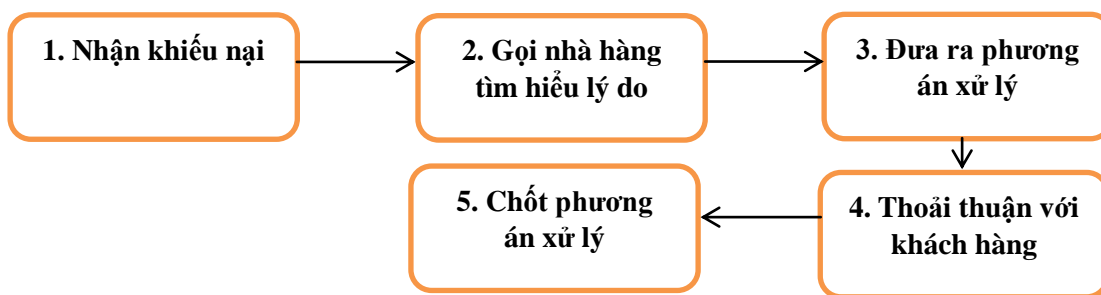 1. Nhận khiếu nại
2. Gọi nhà hàng
tìm hiểu lý do
3. Đưa ra phương
án xử lý
4. Thoải thuận với
khách hàng
5. Chốt phương
án xử lý